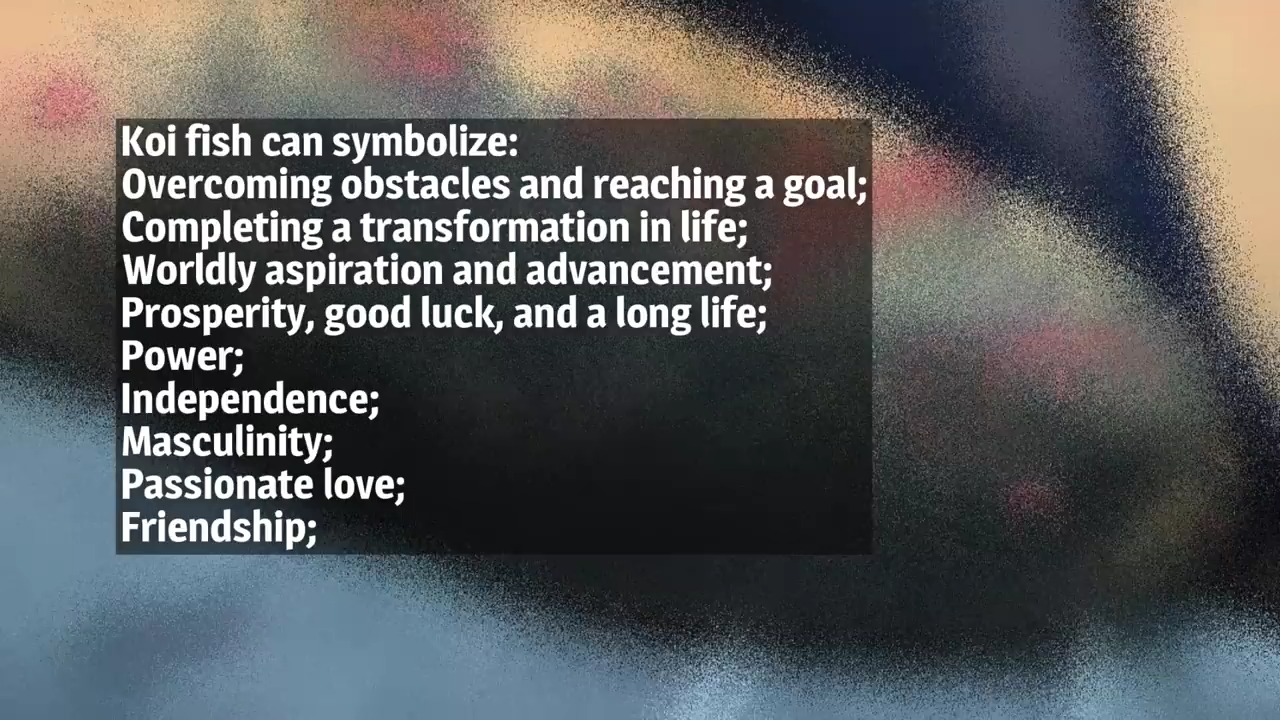 Koi fish can symbolize:
Overcoming obstacles and reaching a goal;
Completing a transformation in life;
Worldly aspiration and advancement;
Prosperity, good luck, and a long life;
Power;
Independence;
Masculinity;
Passionate love;
Friendship;